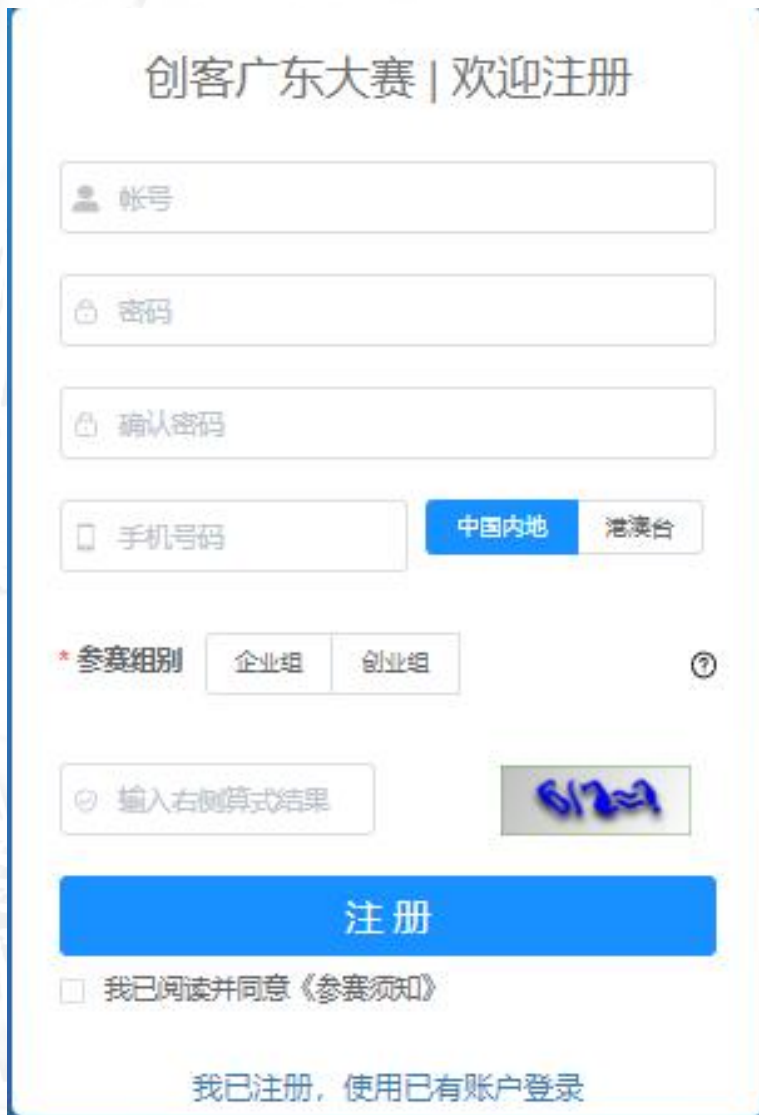 创客广东大赛 | 欢迎注册
帐号
密码
确认密码
手机号码 中国内地 港澳台
* 参赛组别 企业组 创业组
输入右侧算式结果 6/2=?
注册
我已阅读并同意《参赛须知》
我已注册，使用已有账户登录